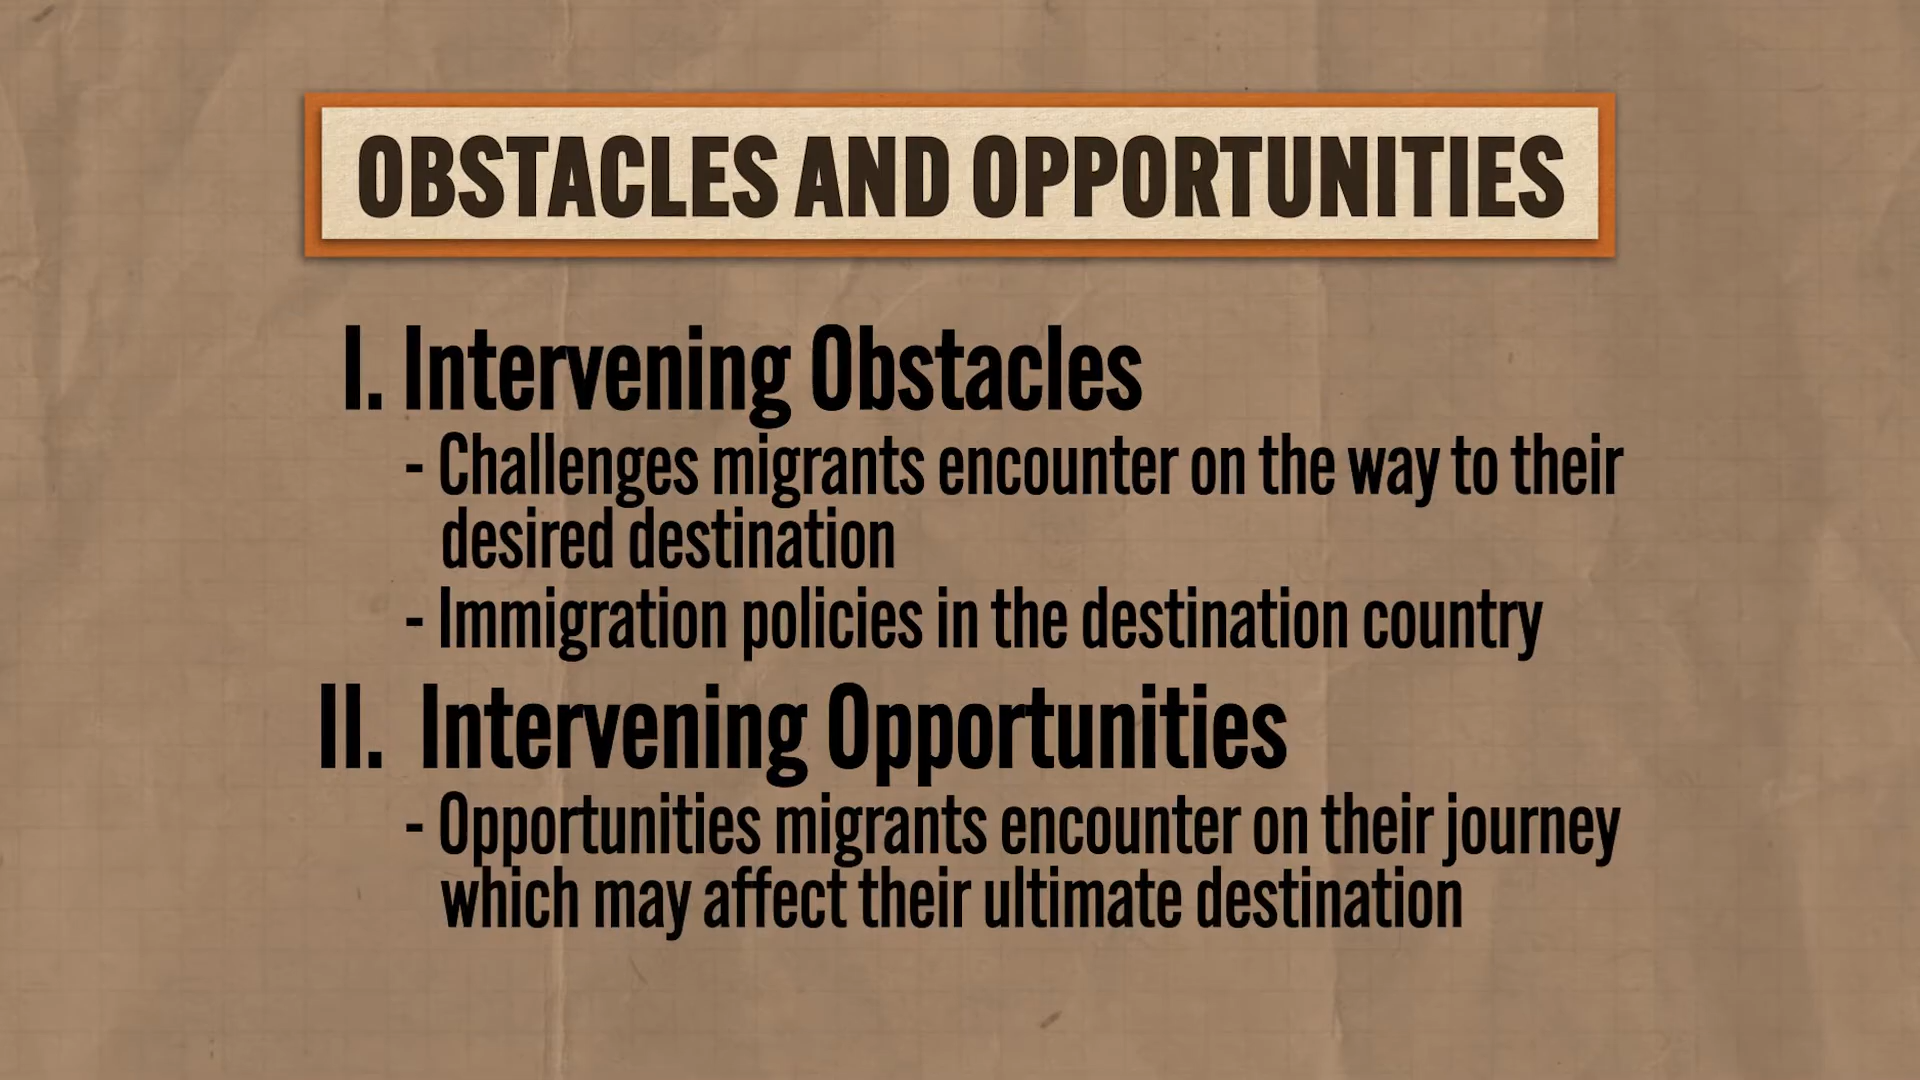 OBSTACLES AND OPPORTUNITIES
I. Intervening Obstacles
- Challenges migrants encounter on the way to their
desired destination
- Immigration policies in the destination country
II. Intervening Opportunities
- Opportunities migrants encounter on their journey
which may affect their ultimate destination